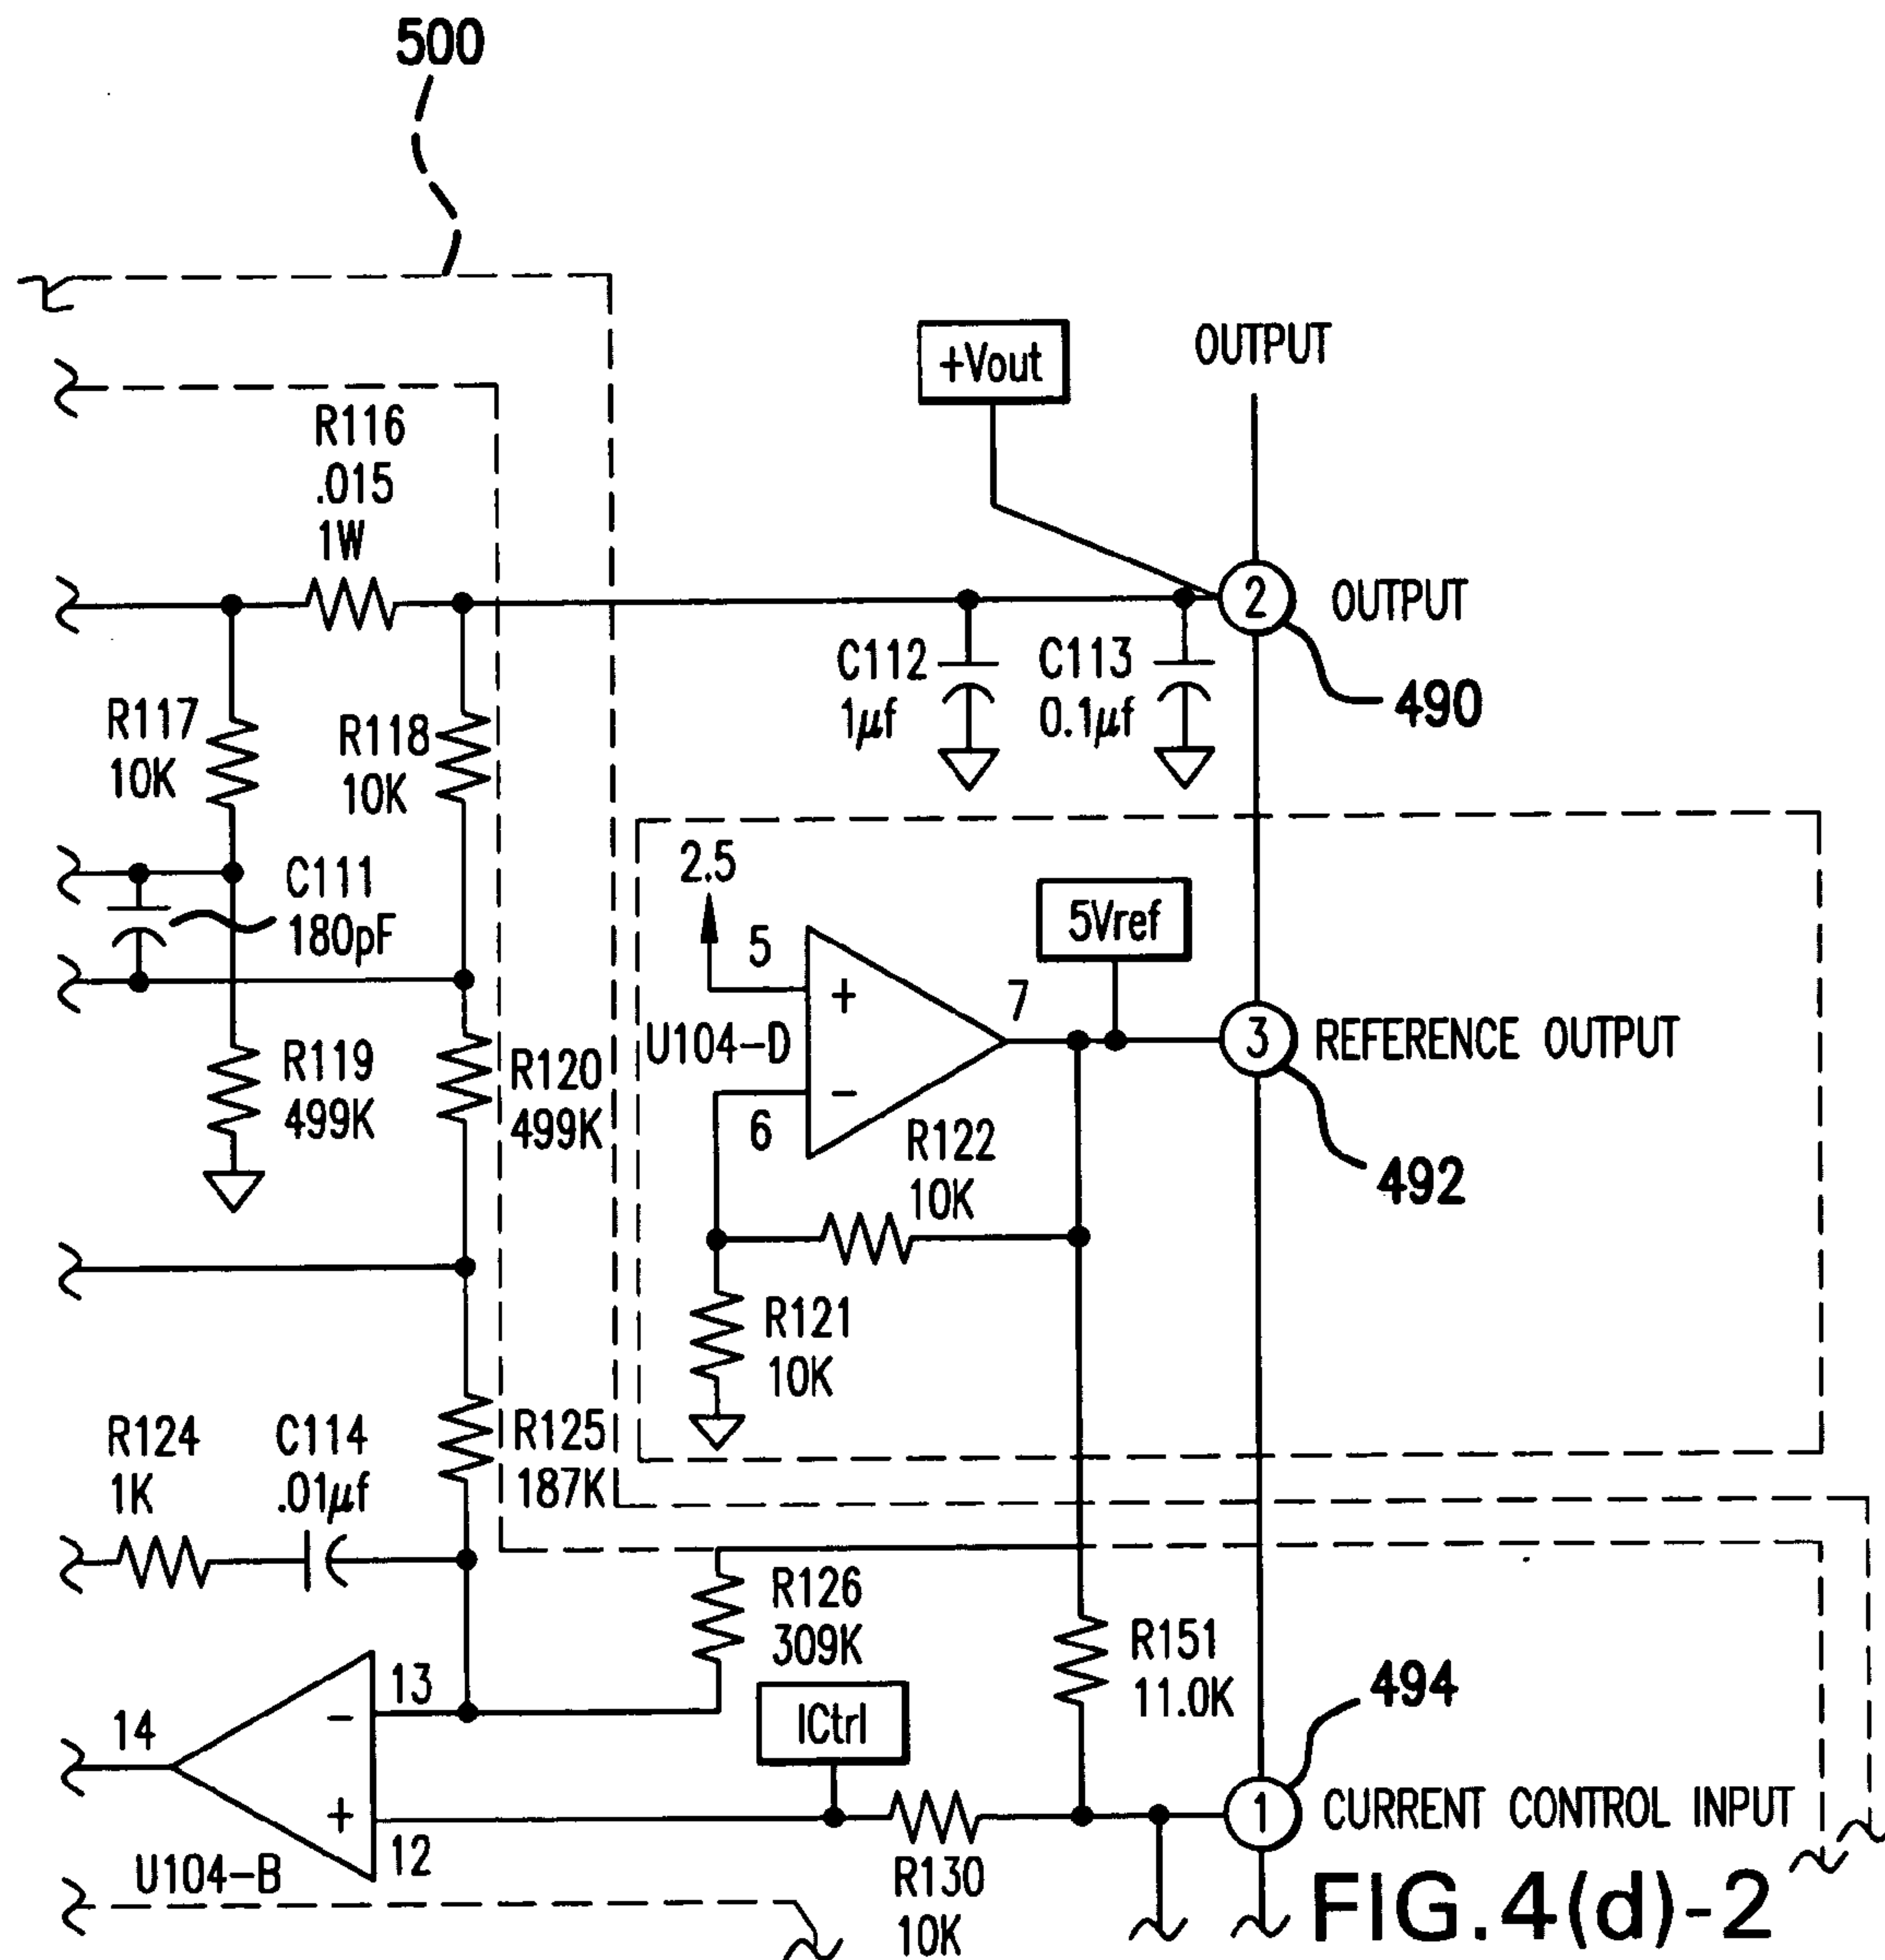 500
+Vout
OUTPUT
R116
.015
1W
2
OUTPUT
490
C112
1µf
C113
0.1µf
R117
10K
R118
10K
C111
180pF
2.5
5
+
5Vref
7
U104-D
3
REFERENCE OUTPUT
492
-
6
R119
499K
R120
499K
R122
10K
R121
10K
R124
1K
C114
.01µf
R125
187K
R126
309K
R151
11.0K
494
13
-
14
ICtrl
1
CURRENT CONTROL INPUT
+
12
U104-B
R130
10K
FIG.4(d)-2